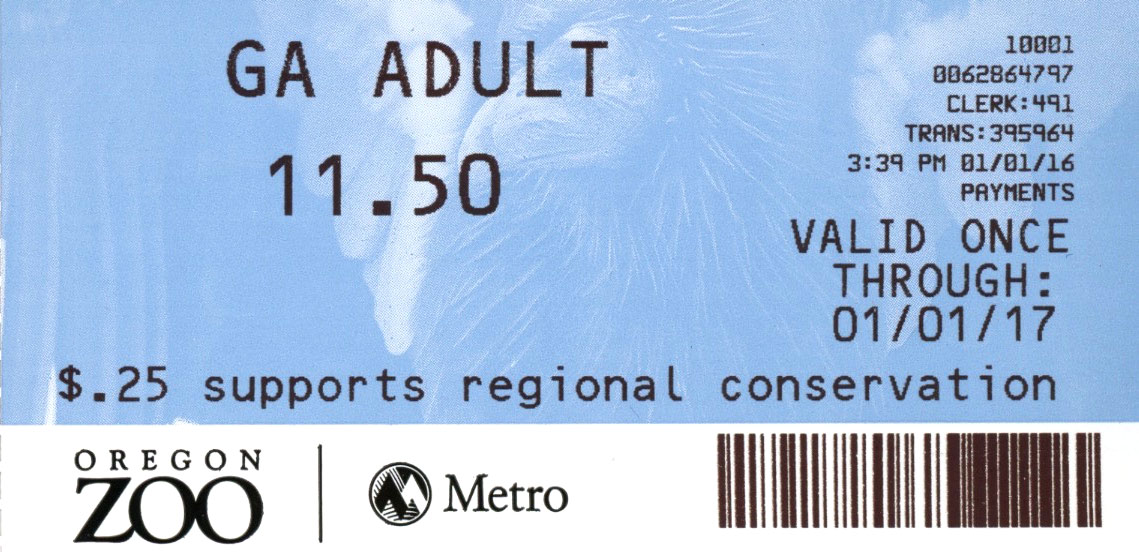 GA ADULT
11.50
10001
0062864797
CLERK:491
TRANS:395964
3:39 PM 01/01/16
PAYMENTS
VALID ONCE
THROUGH:
01/01/17
$.25 supports regional conservation
OREGON
ZOO
Metro